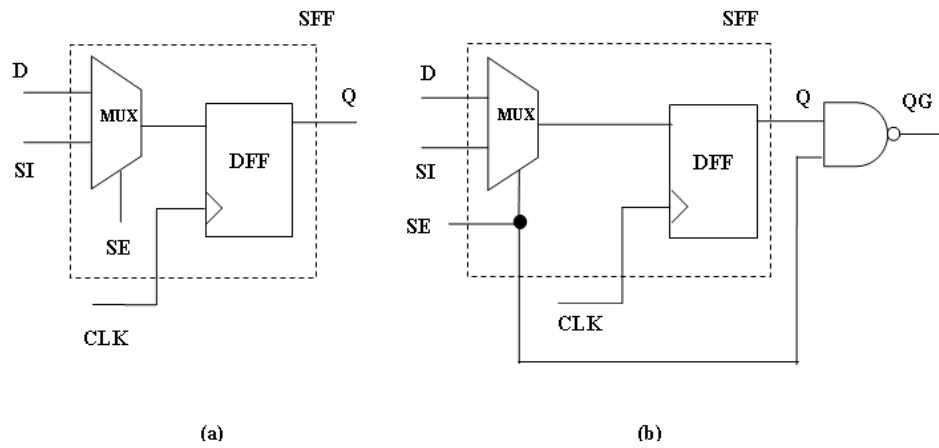 SFF
D
MUX
SI
SE
DFF
Q
CLK
(a)
SFF
D
MUX
SI
SE
DFF
Q
QG
CLK
(b)